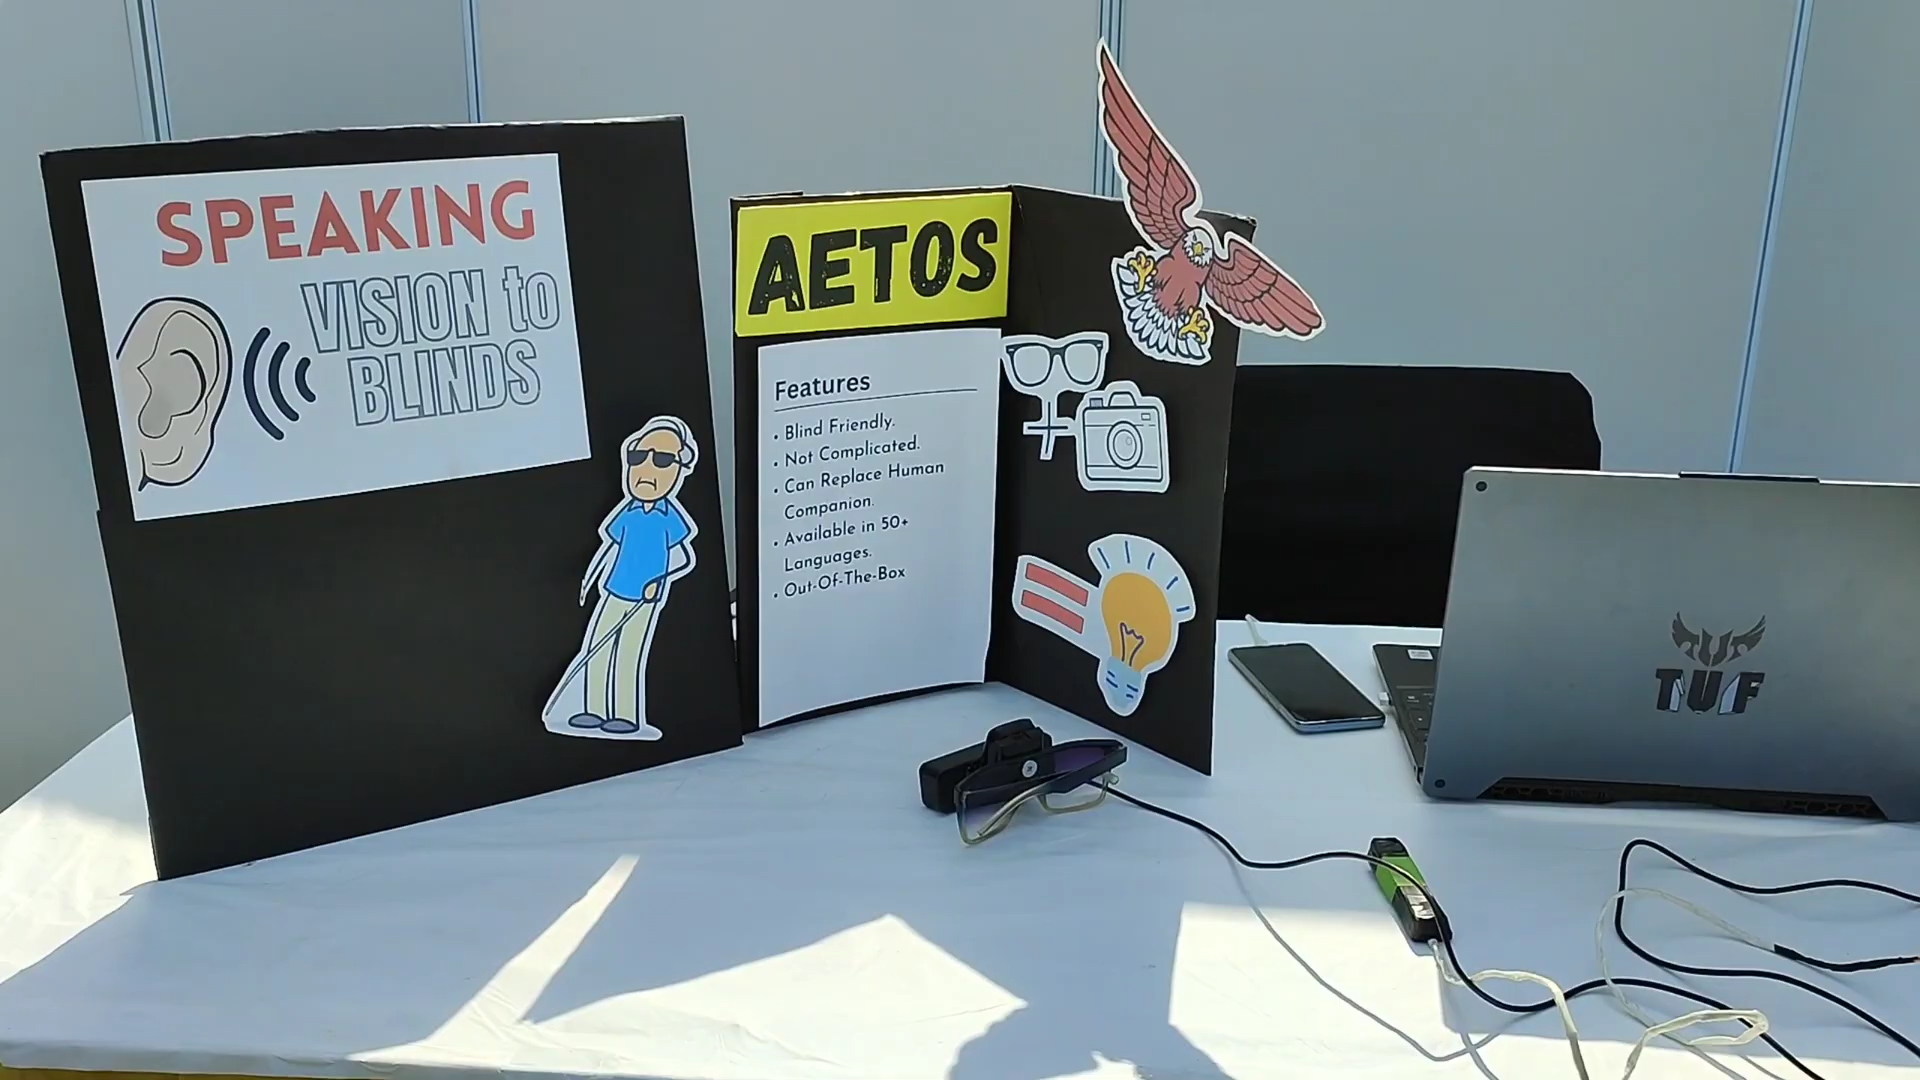 SPEAKING
VISION to
BLINDS
AETOS
Features
• Blind Friendly.
• Not Complicated.
• Can Replace Human
Companion.
• Available in 50+
Languages.
• Out-Of-The-Box
TUF
TUF